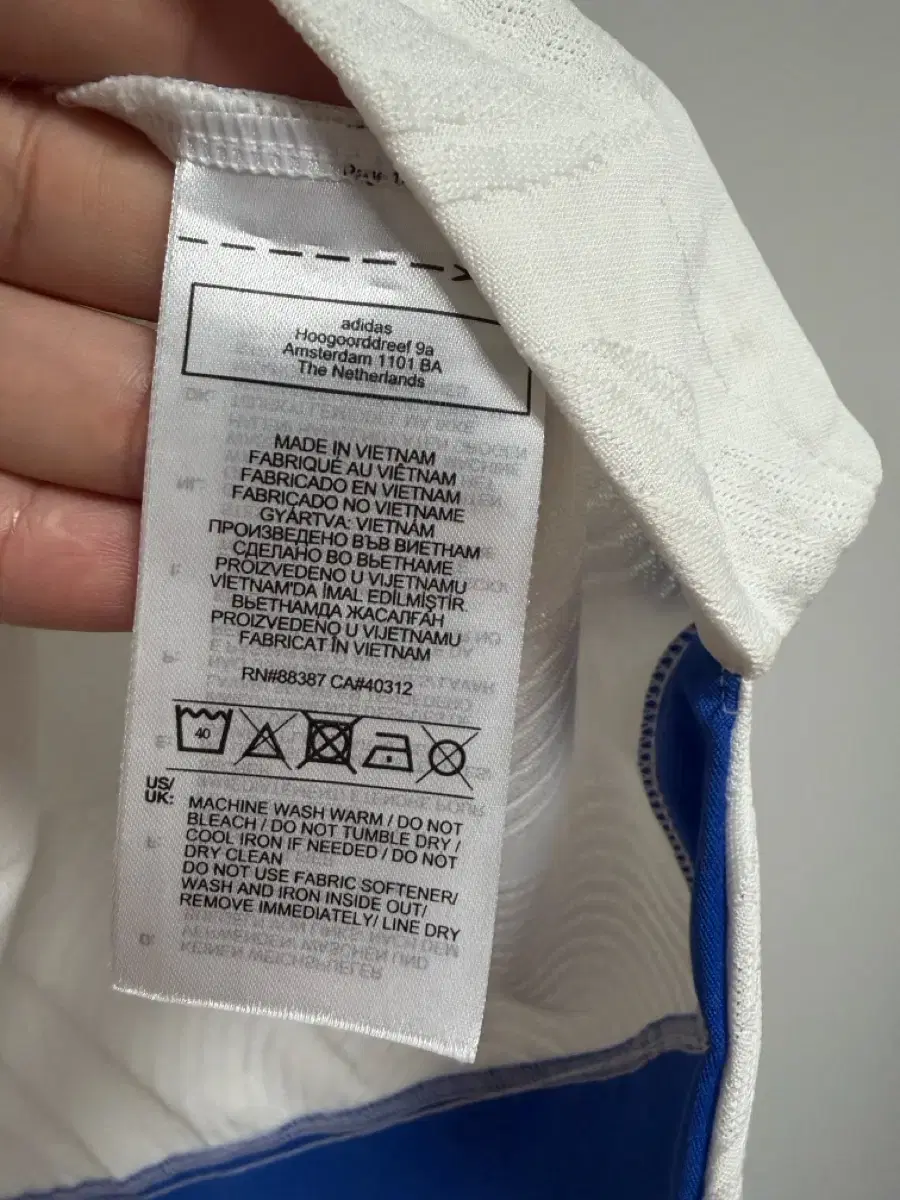 adidas
Hoogoorddreef 9a
Amsterdam 1101 BA
The Netherlands
MADE IN VIETNAM
FABRIQUÉ AU VIÊTNAM
FABRICADO EN VIETNAM
FABRICADO NO VIETNAME
GYÁRTVA: VIETNÁM
ПРОИЗВЕДЕНО ВЪВ ВИЕТНАМ
СДЕЛАНО ВО ВЬЕТНАМЕ
PROIZVEDENO U VIJETNAMU
VİETNAM'DA İMAL EDİLMİŞTİR.
ВЬЕТНАМДА ЖАСАЛҒАН
PROIZVEDENO U VIJETNAMU
FABRICAT ÎN VIETNAM
RN#88387 CA#40312
40
US/
UK:
MACHINE WASH WARM / DO NOT
BLEACH / DO NOT TUMBLE DRY /
COOL IRON IF NEEDED / DO NOT
DRY CLEAN
DO NOT USE FABRIC SOFTENER/
WASH AND IRON INSIDE OUT/
REMOVE IMMEDIATELY/ LINE DRY